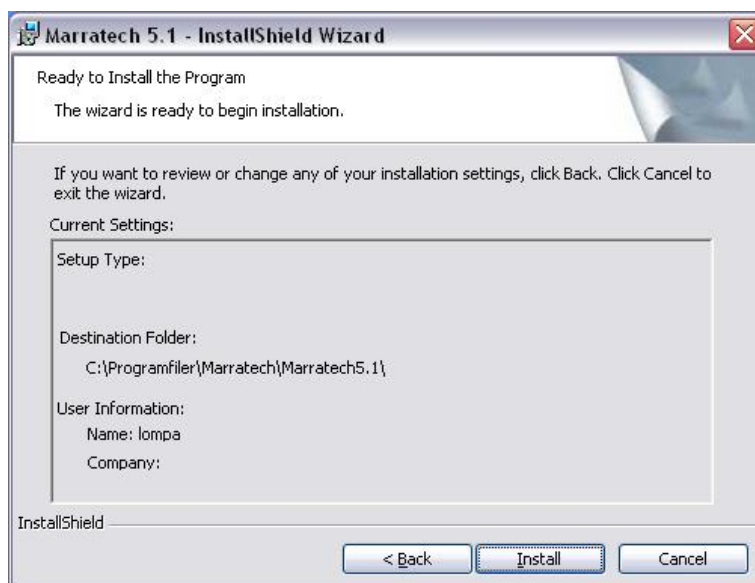 Marratech 5.1 - InstallShield Wizard
Ready to Install the Program
The wizard is ready to begin installation.
If you want to review or change any of your installation settings, click Back. Click Cancel to
exit the wizard.
Current Settings:
Setup Type:
Destination Folder:
C:\Programfiler\Marratech\Marratech5.1\
User Information:
Name: lompa
Company:
InstallShield
< Back
Install
Cancel